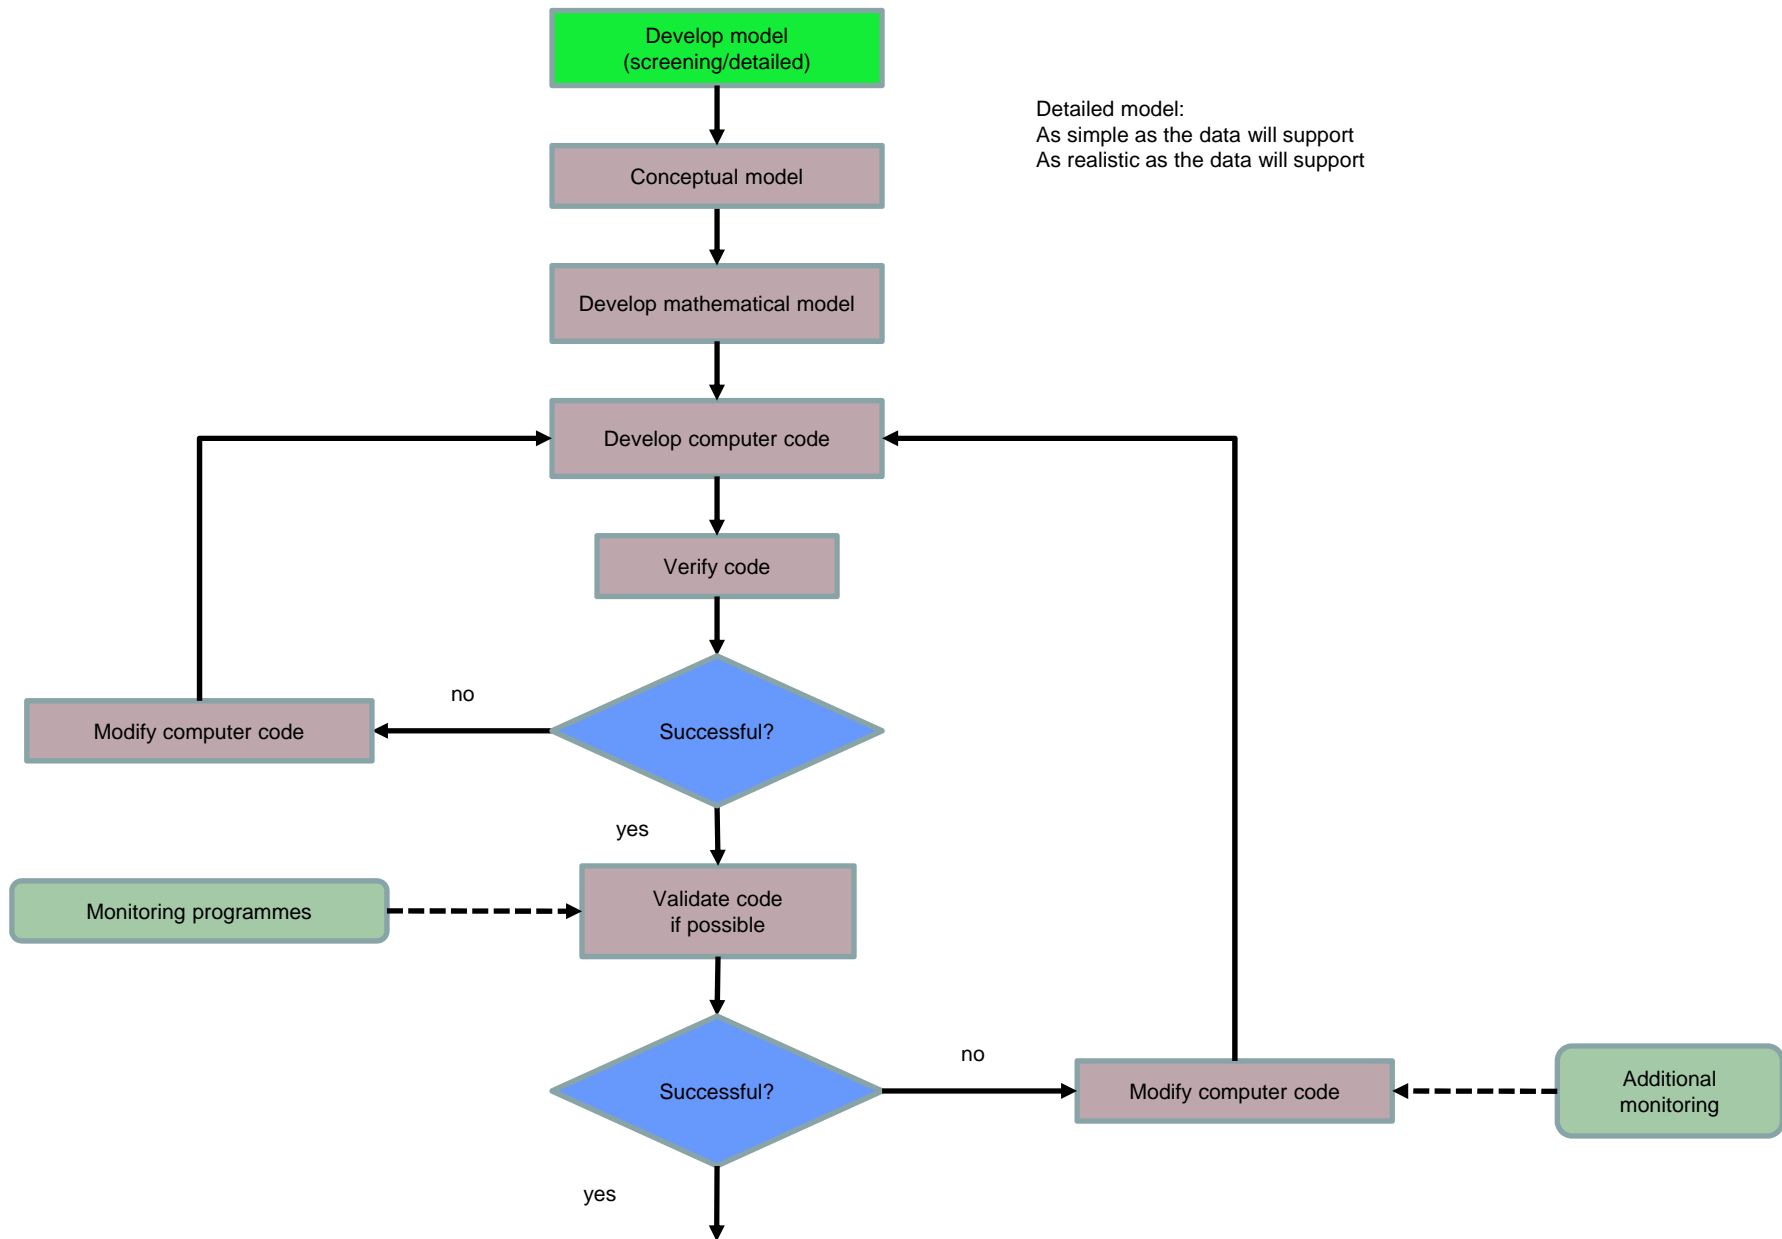 Develop model
(screening/detailed)
Detailed model:
As simple as the data will support
As realistic as the data will support
Conceptual model
Develop mathematical model
Develop computer code
Verify code
no
Modify computer code
Successful?
yes
Monitoring programmes
Validate code
if possible
Successful?
no
Modify computer code
Additional
monitoring
yes